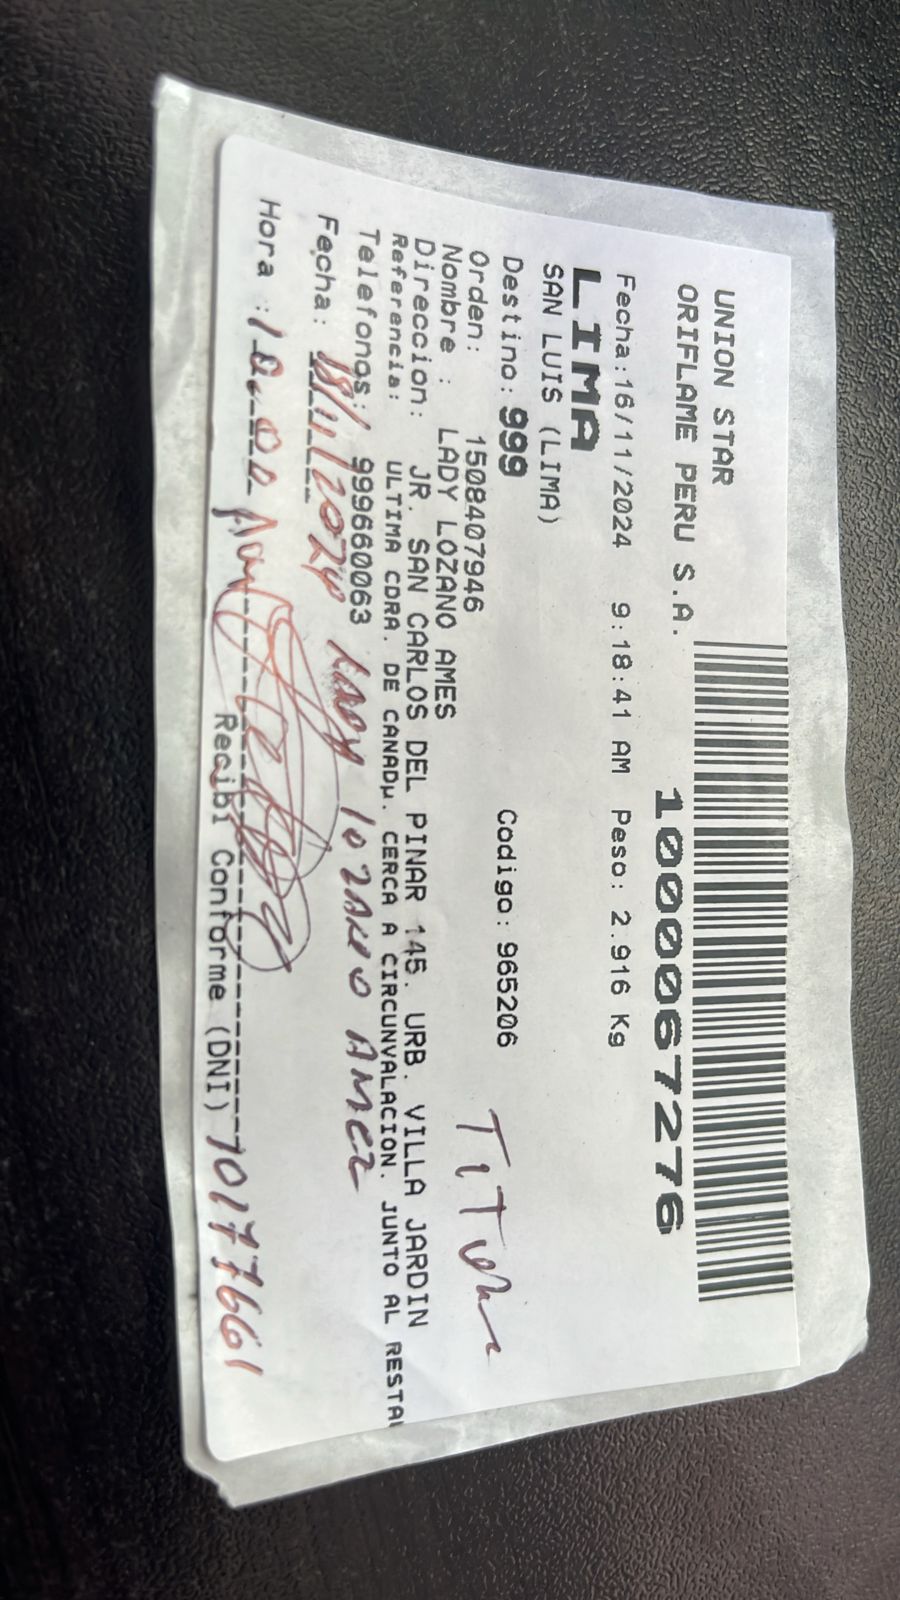 UNION STAR
ORIFLAME PERU S.A.
1000067276
Fecha:16/11/2024 9:18:41 AM Peso: 2.916 Kg
LIMA
SAN LUIS (LIMA)
Destino: 999 Codigo: 965206
Orden: 1508407946 TITular
Nombre : LADY LOZANO AMES
Direccion: JR. SAN CARLOS DEL PINAR 145. URB. VILLA JARDIN
Referencia: ULTIMA CDRA. DE CANADµ. CERCA A CIRCUNVALACION. JUNTO AL RESTAU
Telefonos: 999660063
Fecha: 18/11/2024 LADY lozano AMEZ
Hora : 10:00 Am
Recibi Conforme (DNI) 70177661